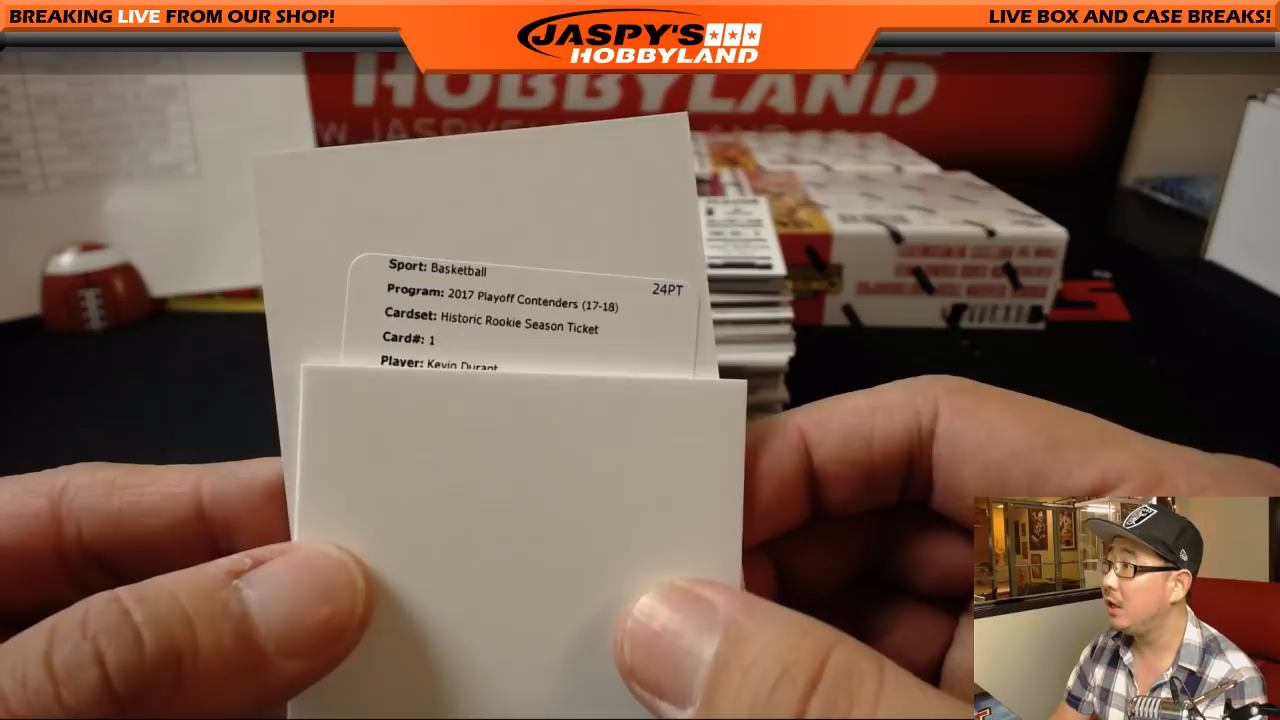 BREAKING LIVE FROM OUR SHOP!
JASPY'S
HOBBYLAND
LIVE BOX AND CASE BREAKS!
HOBBYLAND
Sport: Basketball
24PT
Program: 2017 Playoff Contenders (17-18)
Cardset: Historic Rookie Season Ticket
Card#: 1
Player: Kevin Durant